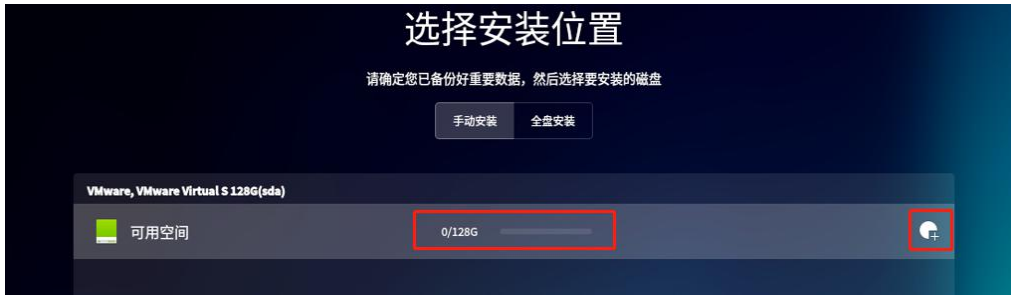 选择安装位置
请确定您已备份好重要数据，然后选择要安装的磁盘
手动安装 全盘安装
VMware, VMware Virtual S 128G(sda)
可用空间 0/128G